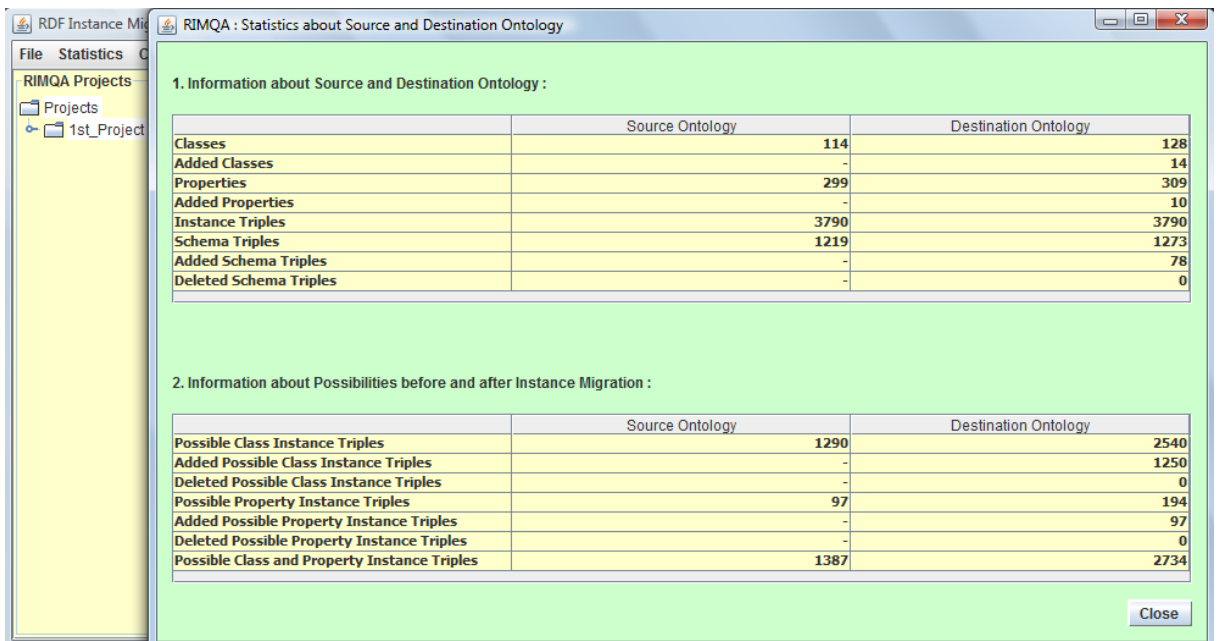 RDF Instance Mig
RIMQA : Statistics about Source and Destination Ontology
File Statistics C
RIMQA Projects
Projects
1st_Project
1. Information about Source and Destination Ontology :
Source Ontology Destination Ontology
Classes 114 128
Added Classes - 14
Properties 299 309
Added Properties - 10
Instance Triples 3790 3790
Schema Triples 1219 1273
Added Schema Triples - 78
Deleted Schema Triples - 0
2. Information about Possibilities before and after Instance Migration :
Source Ontology Destination Ontology
Possible Class Instance Triples 1290 2540
Added Possible Class Instance Triples - 1250
Deleted Possible Class Instance Triples - 0
Possible Property Instance Triples 97 194
Added Possible Property Instance Triples - 97
Deleted Possible Property Instance Triples - 0
Possible Class and Property Instance Triples 1387 2734
Close